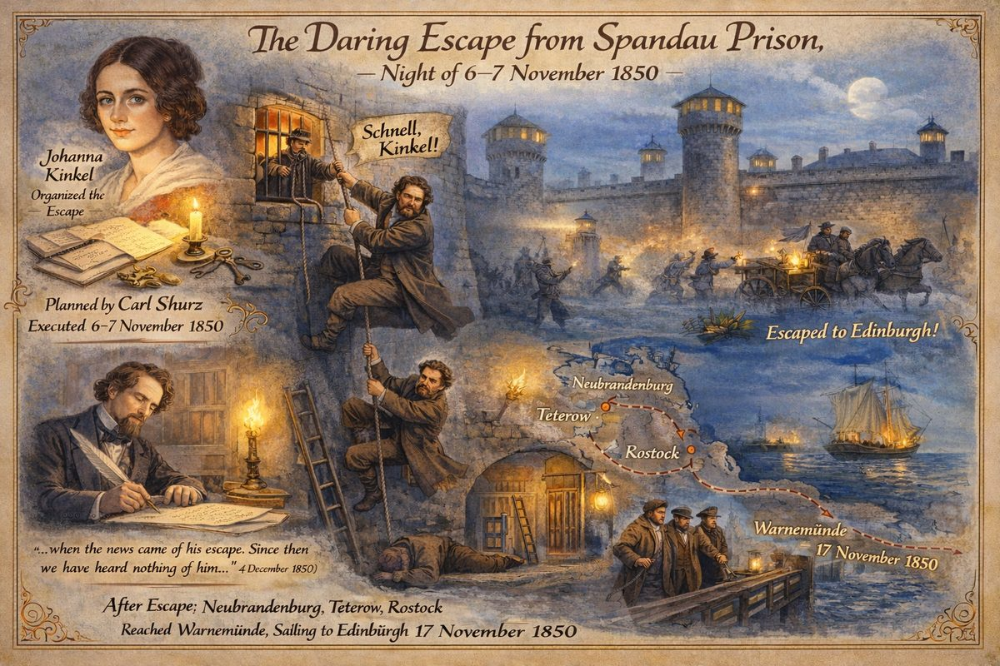 The Daring Escape from Spandau Prison,
— Night of 6–7 November 1850 —
Johanna
Kinkel
Organized the
— Escape —
Schnell,
Kinkel!
Planned by Carl Shurz
Executed 6–7 November 1850
Escaped to Edinburgh!
Neubrandenburg
Teterow
Rostock
Warnemünde
17 November 1850
“...when the news came of his escape. Since then
we have heard nothing of him...” 4 December 1850)
After Escape; Neubrandenburg, Teterow, Rostock
Reached Warnemünde, Sailing to Edinbürgh 17 November 1850